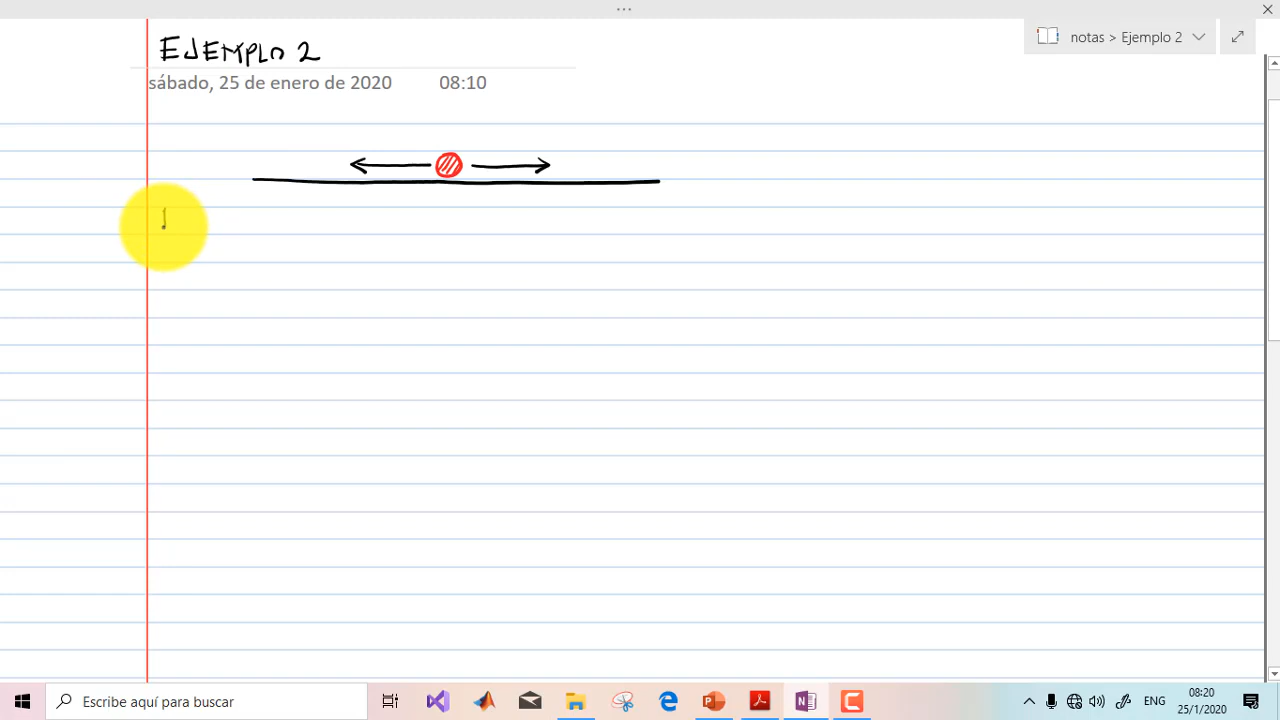 EJEMPLO 2
notas > Ejemplo 2
sábado, 25 de enero de 2020 08:10
Escribe aquí para buscar
ENG
08:20
25/1/2020